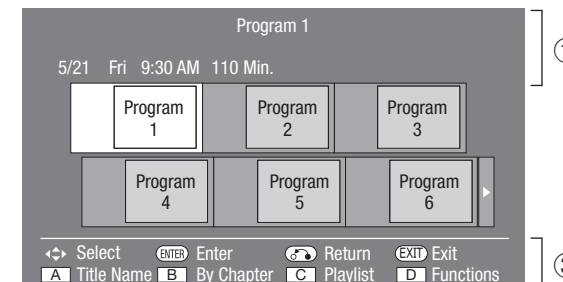 Program 1
5/21 Fri 9:30 AM 110 Min.
Program 1
Program 2
Program 3
Program 4
Program 5
Program 6
Select ENTER Enter Return EXIT Exit
A Title Name B By Chapter C Playlist D Functions